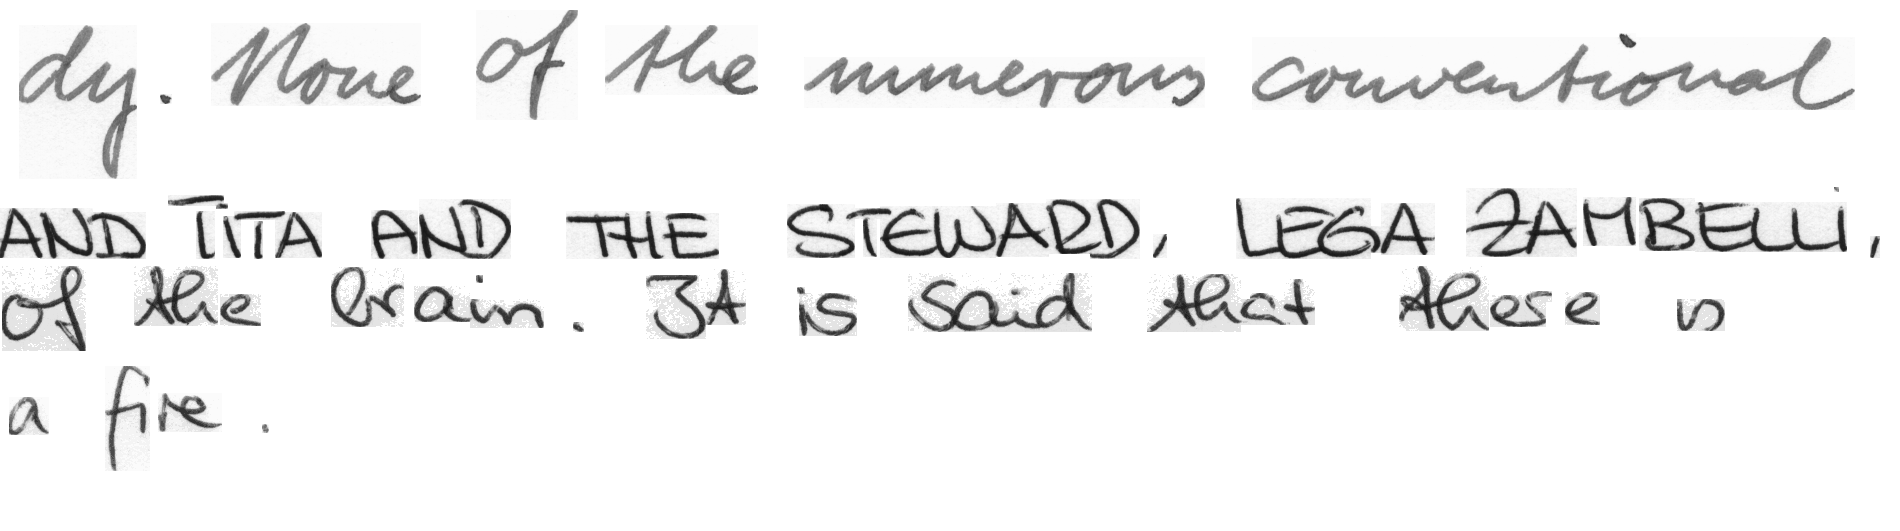 dy. None of the numerous conventional
AND TITA AND THE STEWARD, LEGA ZAMBELLI,
of the brain. It is said that there is
a fire.